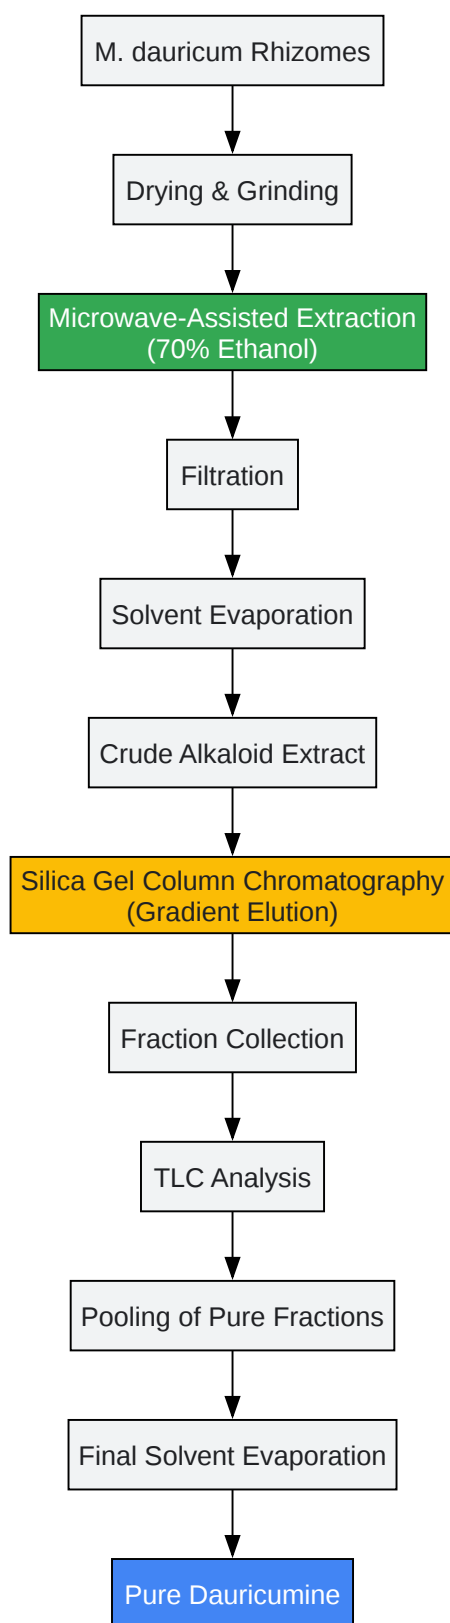 M. dauricum Rhizomes
Drying & Grinding
Microwave-Assisted Extraction
(70% Ethanol)
Filtration
Solvent Evaporation
Crude Alkaloid Extract
Silica Gel Column Chromatography
(Gradient Elution)
Fraction Collection
TLC Analysis
Pooling of Pure Fractions
Final Solvent Evaporation
Pure Dauricumine